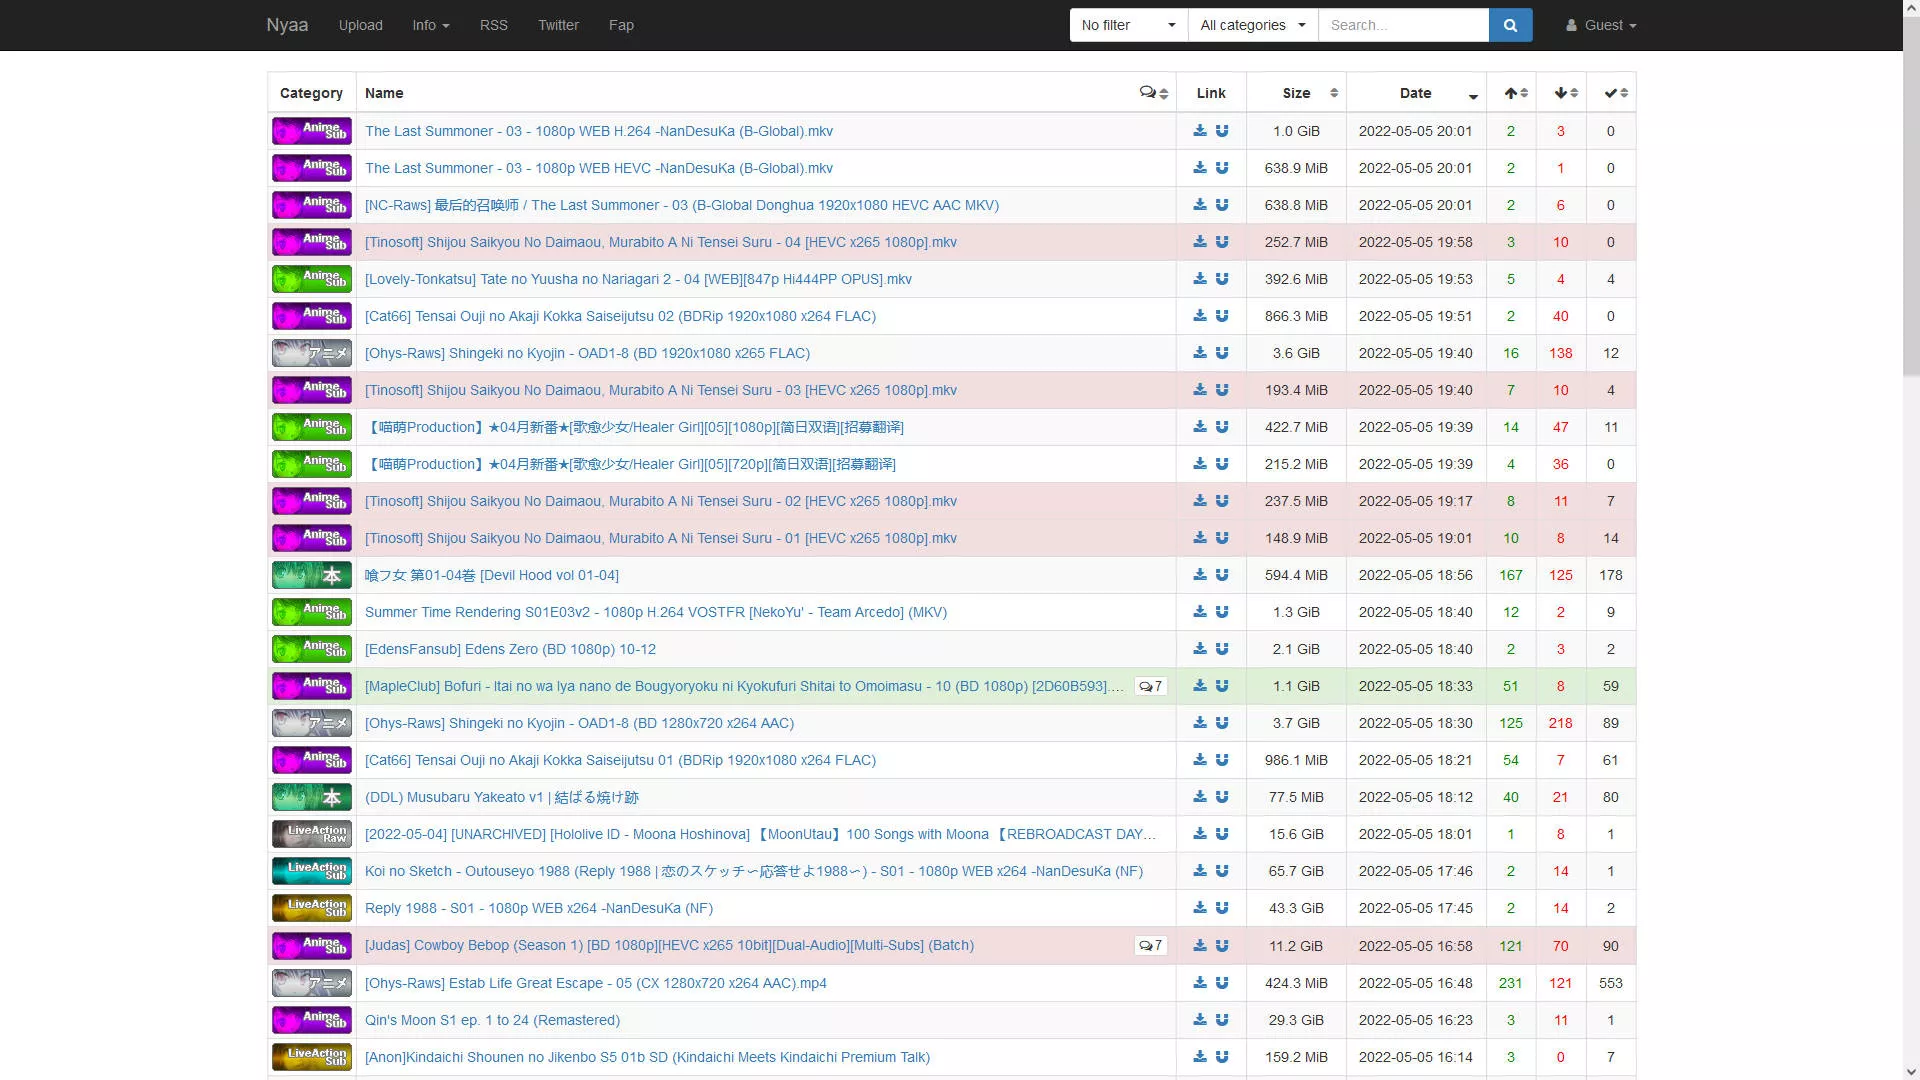 Nyaa Upload Info RSS Twitter Fap No filter All categories Search... Guest
Category Name Link Size Date
Anime Sub The Last Summoner - 03 - 1080p WEB H.264 -NanDesuKa (B-Global).mkv 1.0 GiB 2022-05-05 20:01 2 3 0
Anime Sub The Last Summoner - 03 - 1080p WEB HEVC -NanDesuKa (B-Global).mkv 638.9 MiB 2022-05-05 20:01 2 1 0
Anime Sub [NC-Raws] 最后的召唤师 / The Last Summoner - 03 (B-Global Donghua 1920x1080 HEVC AAC MKV) 638.8 MiB 2022-05-05 20:01 2 6 0
Anime Sub [Tinosoft] Shijou Saikyou No Daimaou, Murabito A Ni Tensei Suru - 04 [HEVC x265 1080p].mkv 252.7 MiB 2022-05-05 19:58 3 10 0
Anime Sub [Lovely-Tonkatsu] Tate no Yuusha no Nariagari 2 - 04 [WEB][847p Hi444PP OPUS].mkv 392.6 MiB 2022-05-05 19:53 5 4 4
Anime Sub [Cat66] Tensai Ouji no Akaji Kokka Saiseijutsu 02 (BDRip 1920x1080 x264 FLAC) 866.3 MiB 2022-05-05 19:51 2 40 0
アニメ [Ohys-Raws] Shingeki no Kyojin - OAD1-8 (BD 1920x1080 x265 FLAC) 3.6 GiB 2022-05-05 19:40 16 138 12
Anime Sub [Tinosoft] Shijou Saikyou No Daimaou, Murabito A Ni Tensei Suru - 03 [HEVC x265 1080p].mkv 193.4 MiB 2022-05-05 19:40 7 10 4
Anime Sub 【喵萌Production】★04月新番★[歌愈少女/Healer Girl][05][1080p][简日双语][招募翻译] 422.7 MiB 2022-05-05 19:39 14 47 11
Anime Sub 【喵萌Production】★04月新番★[歌愈少女/Healer Girl][05][720p][简日双语][招募翻译] 215.2 MiB 2022-05-05 19:39 4 36 0
Anime Sub [Tinosoft] Shijou Saikyou No Daimaou, Murabito A Ni Tensei Suru - 02 [HEVC x265 1080p].mkv 237.5 MiB 2022-05-05 19:17 8 11 7
Anime Sub [Tinosoft] Shijou Saikyou No Daimaou, Murabito A Ni Tensei Suru - 01 [HEVC x265 1080p].mkv 148.9 MiB 2022-05-05 19:01 10 8 14
本 喰フ女 第01-04巻 [Devil Hood vol 01-04] 594.4 MiB 2022-05-05 18:56 167 125 178
Anime Sub Summer Time Rendering S01E03v2 - 1080p H.264 VOSTFR [NekoYu' - Team Arcedo] (MKV) 1.3 GiB 2022-05-05 18:40 12 2 9
Anime Sub [EdensFansub] Edens Zero (BD 1080p) 10-12 2.1 GiB 2022-05-05 18:40 2 3 2
Anime Sub [MapleClub] Bofuri - Itai no wa Iya nano de Bougyoryoku ni Kyokufuri Shitai to Omoimasu - 10 (BD 1080p) [2D60B593].... 7 1.1 GiB 2022-05-05 18:33 51 8 59
アニメ [Ohys-Raws] Shingeki no Kyojin - OAD1-8 (BD 1280x720 x264 AAC) 3.7 GiB 2022-05-05 18:30 125 218 89
Anime Sub [Cat66] Tensai Ouji no Akaji Kokka Saiseijutsu 01 (BDRip 1920x1080 x264 FLAC) 986.1 MiB 2022-05-05 18:21 54 7 61
本 (DDL) Musubaru Yakeato v1 | 結ばる焼け跡 77.5 MiB 2022-05-05 18:12 40 21 80
LiveAction Raw [2022-05-04] [UNARCHIVED] [Hololive ID - Moona Hoshinova] 【MoonUtau】100 Songs with Moona 【REBROADCAST DAY... 15.6 GiB 2022-05-05 18:01 1 8 1
LiveAction Sub Koi no Sketch - Outouseyo 1988 (Reply 1988 | 恋のスケッチ〜応答せよ1988〜) - S01 - 1080p WEB x264 -NanDesuKa (NF) 65.7 GiB 2022-05-05 17:46 2 14 1
LiveAction Sub Reply 1988 - S01 - 1080p WEB x264 -NanDesuKa (NF) 43.3 GiB 2022-05-05 17:45 2 14 2
Anime Sub [Judas] Cowboy Bebop (Season 1) [BD 1080p][HEVC x265 10bit][Dual-Audio][Multi-Subs] (Batch) 7 11.2 GiB 2022-05-05 16:58 121 70 90
アニメ [Ohys-Raws] Estab Life Great Escape - 05 (CX 1280x720 x264 AAC).mp4 424.3 MiB 2022-05-05 16:48 231 121 553
Anime Sub Qin's Moon S1 ep. 1 to 24 (Remastered) 29.3 GiB 2022-05-05 16:23 3 11 1
LiveAction Sub [Anon]Kindaichi Shounen no Jikenbo S5 01b SD (Kindaichi Meets Kindaichi Premium Talk) 159.2 MiB 2022-05-05 16:14 3 0 7